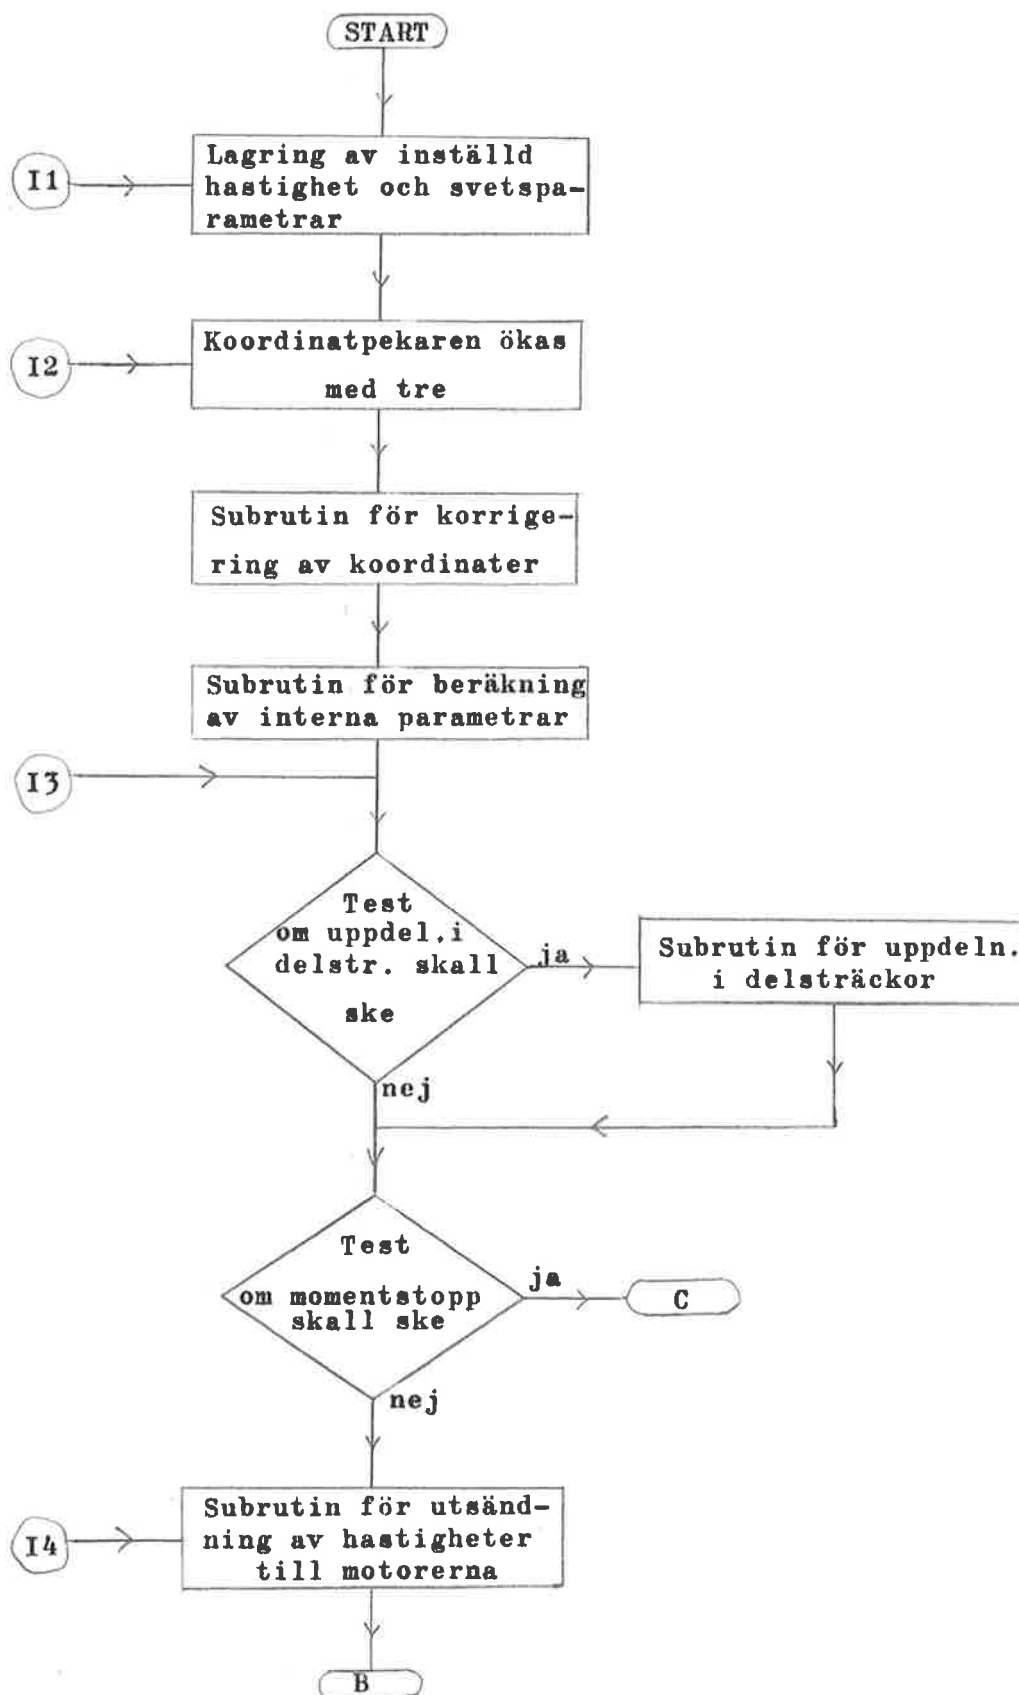 START
I1
Lagring av inställd
hastighet och svetspa-
rametrar
I2
Koordinatpekaren ökas
med tre
Subrutin för korrige-
ring av koordinater
Subrutin för beräkning
av interna parametrar
I3
Test
om uppdel.i
delstr. skall
ske
ja
Subrutin för uppdeln.
i delsträckor
nej
Test
om momentstopp
skall ske
ja
C
nej
I4
Subrutin för utsänd-
ning av hastigheter
till motorerna
B